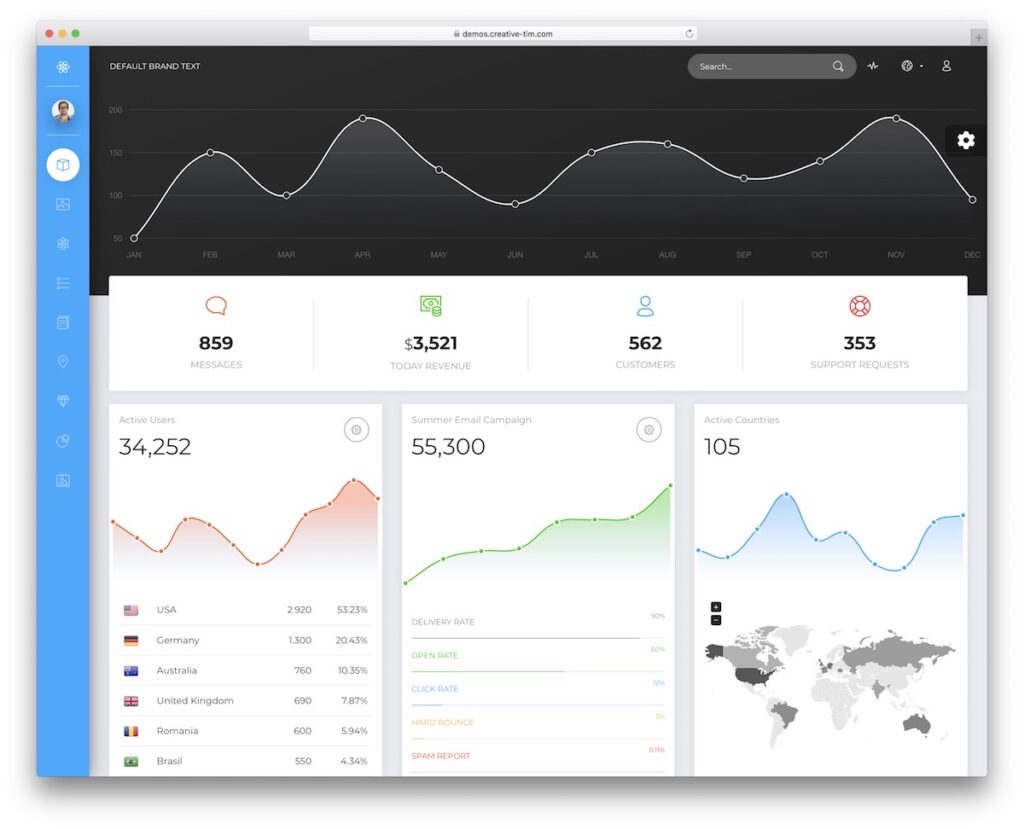 demos.creative-tim.com
DEFAULT BRAND TEXT
Search...
200
150
100
50
JAN FEB MAR APR MAY JUN JUL AUG SEP OCT NOV DEC
859 $3,521 562 353
MESSAGES TODAY REVENUE CUSTOMERS SUPPORT REQUESTS
Active Users
34,252
USA 2.920 53.23%
Germany 1.300 20.43%
Australia 760 10.35%
United Kingdom 690 7.87%
Romania 600 5.94%
Brasil 550 4.34%
Summer Email Campaign
55,300
DELIVERY RATE 90%
OPEN RATE 60%
CLICK RATE 12%
HARD BOUNCE 5%
SPAM REPORT 0.11%
Active Countries
105
+
−